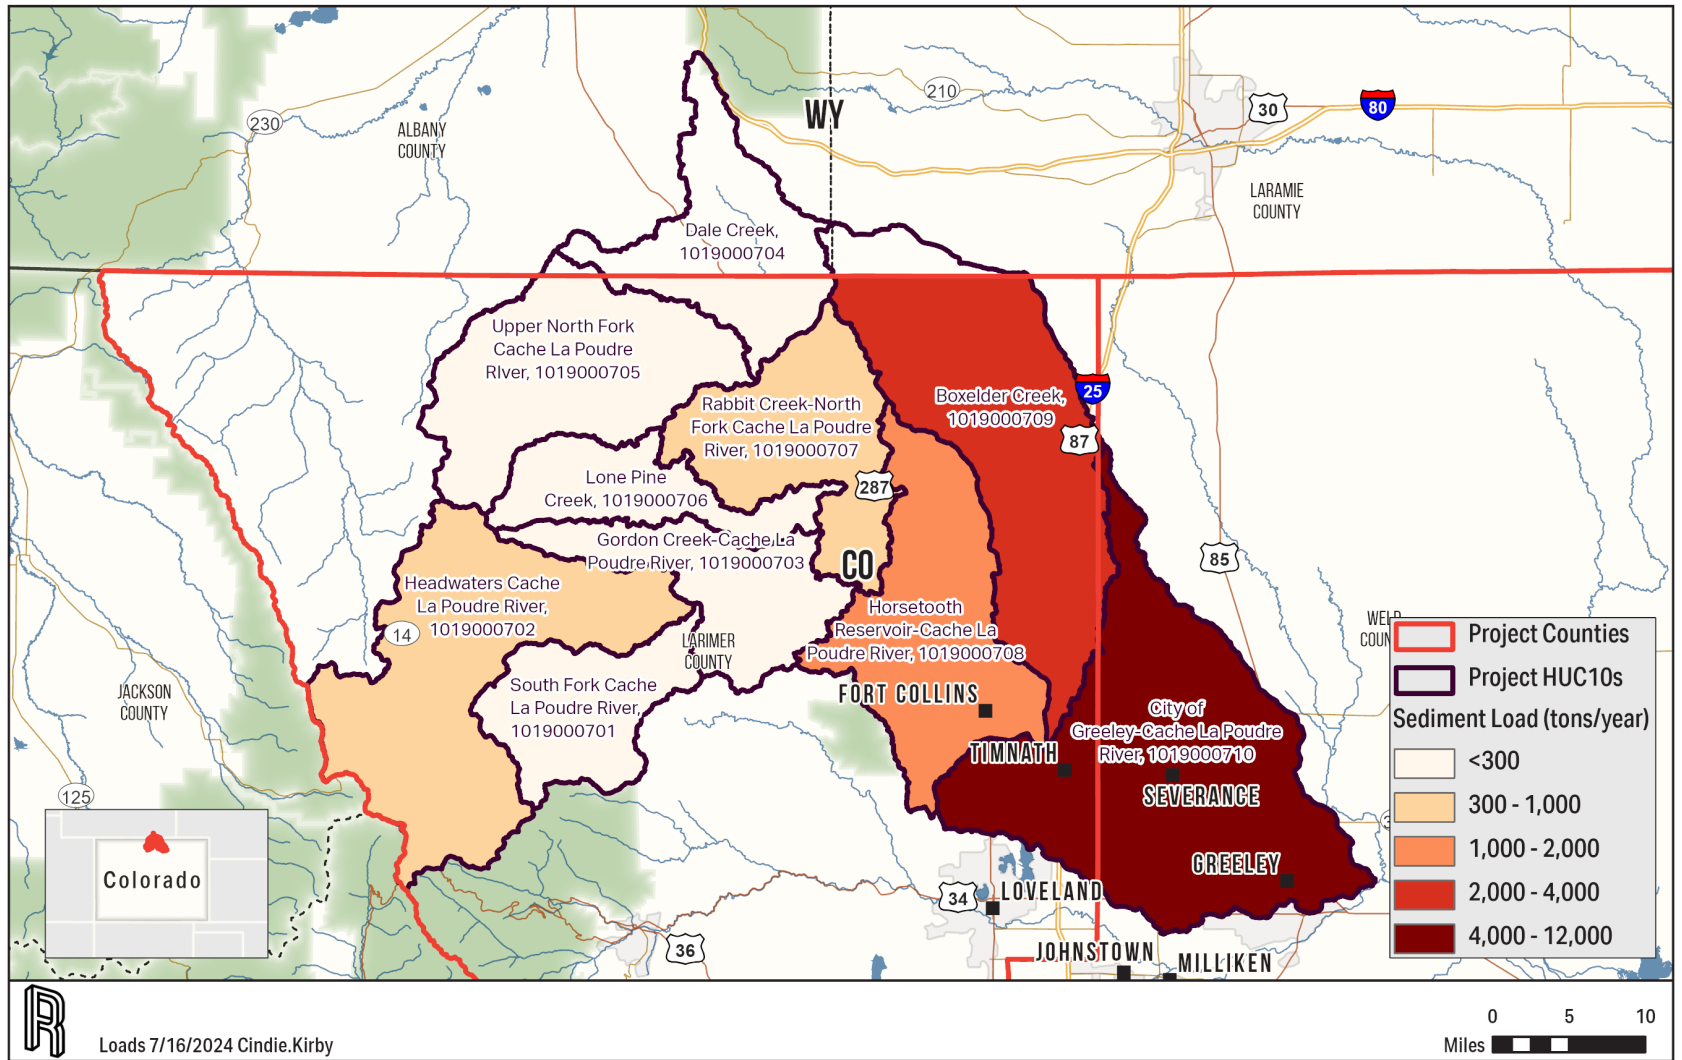 210
30
80
230
ALBANY
COUNTY
WY
LARAMIE
COUNTY
Dale Creek,
1019000704
Upper North Fork
Cache La Poudre
RIver, 1019000705
Rabbit Creek-North
Fork Cache La Poudre
River, 1019000707
Boxelder Creek,
1019000709
25
87
Lone Pine
Creek, 1019000706
287
Gordon Creek-Cache La
Poudre River, 1019000703
CO
85
Headwaters Cache
La Poudre River,
1019000702
14
Horsetooth
Reservoir-Cache La
Poudre River, 1019000708
LARIMER
COUNTY
South Fork Cache
La Poudre River,
1019000701
JACKSON
COUNTY
FORT COLLINS
City of
Greeley-Cache La Poudre
River, 1019000710
TIMNATH
SEVERANCE
125
GREELEY
34
LOVELAND
36
JOHNSTOWN
MILLIKEN
Colorado
Project Counties
Project HUC10s
Sediment Load (tons/year)
<300
300 - 1,000
1,000 - 2,000
2,000 - 4,000
4,000 - 12,000
R
Loads 7/16/2024 Cindie.Kirby
0 5 10
Miles